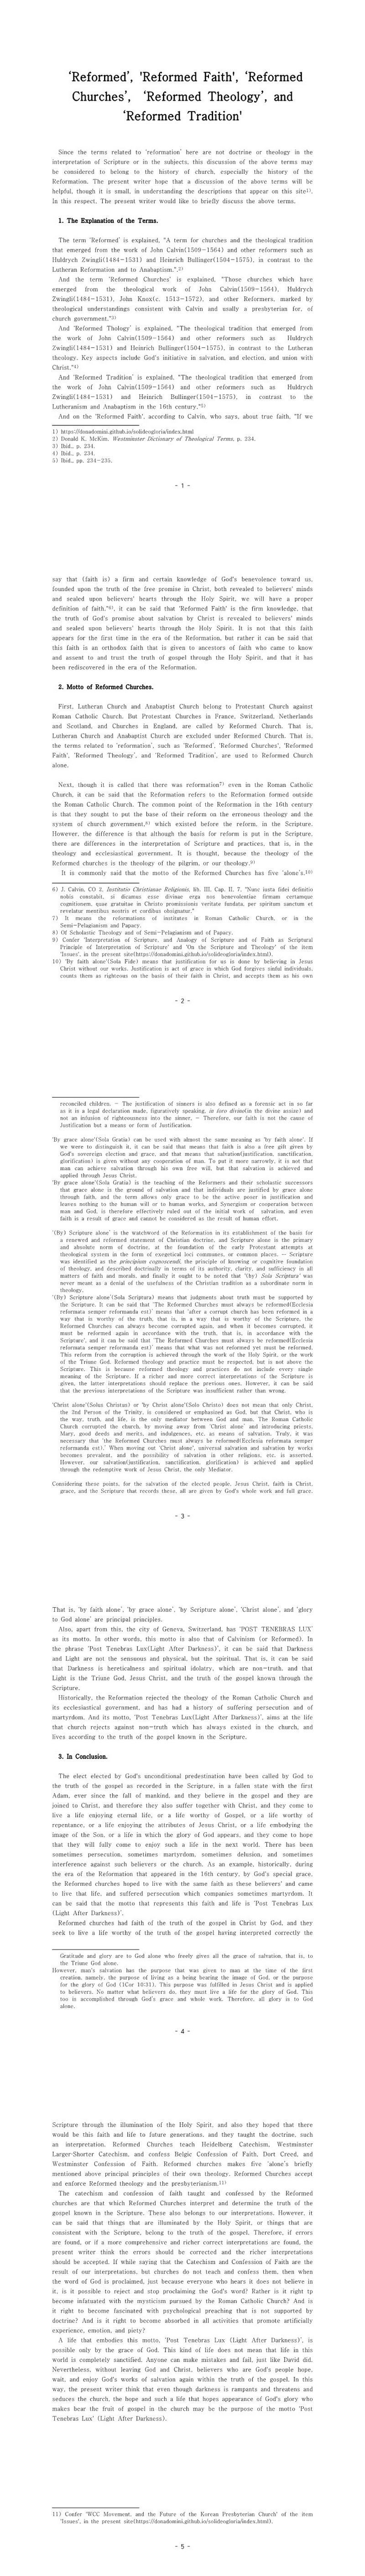 ‘Reformed’, 'Reformed Faith', ‘Reformed
Churches’, ‘Reformed Theology’, and
‘Reformed Tradition'
Since the terms related to ‘reformation’ here are not doctrine or theology in the
interpretation of Scripture or in the subjects, this discussion of the above terms may
be considered to belong to the history of church, especially the history of the
Reformation. The present writer hope that a discussion of the above terms will be
helpful, though it is small, in understanding the descriptions that appear on this site1).
In this respect, The present writer would like to briefly discuss the above terms.
1. The Explanation of the Terms.
The term ‘Reformed’ is explained, "A term for churches and the theological tradition
that emerged from the work of John Calvin(1509-1564) and other reformers such as
Huldrych Zwingli(1484-1531) and Heinrich Bullinger(1504-1575), in contrast to the
Lutheran Reformation and to Anabaptism.".2)
And the term ‘Reformed Churches’ is explained, "Those churches which have
emerged from the theological work of John Calvin(1509-1564), Huldrych
Zwingli(1484-1531), John Knox(c. 1513-1572), and other Reformers, marked by
theological understandings consistent with Calvin and usually a presbyterian for, of
church government."3)
And ‘Reformed Thology’ is explained, "The theological tradition that emerged from
the work of John Calvin(1509-1564) and other reformers such as Huldrych
Zwingli(1484-1531) and Heinrich Bullinger(1504-1575), in contrast to the Lutheran
theology. Key aspects include God's initiative in salvation, and election, and union with
Christ."4)
And ‘Reformed Tradition’ is explained, "The theological tradition that emerged from
the work of John Calvin(1509-1564) and other reformers such as Huldrych
Zwingli(1484-1531) and Heinrich Bullinger(1504-1575), in contrast to the
Lutheranism and Anabaptism in the 16th century."5)
And on the ‘Reformed Faith’, according to Calvin, who says, about true faith, "If we
1) https://donadomini.github.io/solideogloria/index.html
2) Donald K. McKim, Westminster Dictionary of Theological Terms, p. 234.
3) Ibid., p. 234.
4) Ibid., p. 234.
5) Ibid., pp. 234-235.
- 1 -
say that (faith is) a firm and certain knowledge of God's benevolence toward us,
founded upon the truth of the free promise in Christ, both revealed to believers' minds
and sealed upon believers' hearts through the Holy Spirit, we will have a proper
definition of faith."6), it can be said that ‘Reformed Faith’ is the firm knowledge, that
the truth of God's promise about salvation by Christ is revealed to believers' minds
and sealed upon believers' hearts through the Holy Spirit. It is not that this faith
appears for the first time in the era of the Reformation, but rather it can be said that
this faith is an orthodox faith that is given to ancestors of faith who came to know
and assent to and trust the truth of gospel through the Holy Spirit, and that it has
been rediscovered in the era of the Reformation.
2. Motto of Reformed Churches.
First, Lutheran Church and Anabaptist Church belong to Protestant Church against
Roman Catholic Church. But Protestant Churches in France, Switzerland, Netherlands
and Scotland, and Churches in England, are called by Reformed Church. That is,
Lutheran Church and Anabaptist Church are excluded under Reformed Church. That is,
the terms related to ‘reformation’, such as ‘Reformed’, ‘Reformed Churches’, ‘Reformed
Faith’, ‘Reformed Theology’, and ‘Reformed Tradition’, are used to Reformed Church
alone.
Next, though it is called that there was reformation7) even in the Roman Catholic
Church, it can be said that the Reformation refers to the Reformation formed outside
the Roman Catholic Church. The common point of the Reformation in the 16th century
is that they sought to put the base of their reform on the erroneous theology and the
system of church government,8) which existed before the reform, in the Scripture.
However, the difference is that although the basis for reform is put in the Scripture,
there are differences in the interpretation of Scripture and practices, that is, in the
theology and ecclesiastical government. It is thought, because the theology of the
Reformed churches is the theology of the pilgrim, or our theology.9)
It is commonly said that the motto of the Reformed Churches has five ‘alone’s.10)
6) J. Calvin, CO 2, Institutio Christianae Religionis, lib. III, Cap. II, 7, "Nunc iusta fidei definitio
nobis constabit, si dicamus esse divinae erga nos benevolentiae firmam certamque
cognitionem, quae gratuitae in Christo promissionis veritate fundata, per spiritum sanctum et
revelatur mentibus nostris et cordibus obsignatur."
7) It means the reformations of institutes in Roman Catholic Church, or in the
Semi-Pelagianism and Papacy.
8) Of Scholastic Theology and of Semi-Pelagianism and of Papacy.
9) Confer 'Interpretation of Scripture, and Analogy of Scripture and of Faith as Scriptural
Principle of Interpretation of Scripture' and 'On the Scripture and Theology' of the item
'Issues', in the present site(https://donadomini.github.io/solideogloria/index.html).
10) ‘By faith alone’(Sola Fide) means that justification for us is done by believing in Jesus
Christ without our works. Justification is act of grace in which God forgives sinful individuals,
counts them as righteous on the basis of their faith in Christ, and accepts them as his own
- 2 -
reconciled children. - The justification of sinners is also defined as a forensic art in so far
as it is a legal declaration made, figuratively speaking, in foro divino(in the divine assize) and
not an infusion of righteousness into the sinner, - Therefore, our faith is not the cause of
Justification but a means or form of Justification.
‘By grace alone’(Sola Gratia) can be used with almost the same meaning as ‘by faith alone’. If
we were to distinguish it, it can be said that means that faith is also a free gift given by
God's sovereign election and grace, and that means that salvation(justification, sanctification,
glorification) is given without any cooperation of man. To put it more narrowly, it is not that
man can achieve salvation through his own free will, but that salvation is achieved and
applied through Jesus Christ.
'By grace alone'(Sola Gratia) is the teaching of the Reformers and their scholastic successors
that grace alone is the ground of salvation and that individuals are justified by grace alone
through faith, and the term allows only grace to be the active power in justification and
leaves nothing to the human will or to human works, and Synergism or cooperation between
man and God, is therefore effectively ruled out of the initial work of salvation, and even
faith is a result of grace and cannot be considered as the result of human effort.
‘(By) Scripture alone’ is the watchword of the Reformation in its establishment of the basis for
a renewed and reformed statement of Christian doctrine, and Scripture alone is the primary
and absolute norm of doctrine, at the foundation of the early Protestant attempts at
theological system in the form of exegetical loci communes, or common places. - Scripture
was identified as the principium cognoscendi, the principle of knowing or cognitive foundation
of theology, and described doctrinally in terms of its authority, clarity, and sufficiency in all
matters of faith and morals, and finally it ought to be noted that ‘(by) Sola Scriptura’ was
never meant as a denial of the usefulness of the Christian tradition as a subordinate norm in
theology.
‘(By) Scripture alone’(Sola Scriptura) means that judgments about truth must be supported by
the Scripture. It can be said that ‘The Reformed Churches must always be reformed(Ecclesia
reformata semper reformanda est)’ means that ‘after a corrupt church has been reformed in a
way that is worthy of the truth, that is, in a way that is worthy of the Scripture, the
Reformed Churches can always become corrupted again, and when it becomes corrupted, it
must be reformed again in accordance with the truth, that is, in accordance with the
Scripture', and it can be said that 'The Reformed Churches must always be reformed(Ecclesia
reformata semper reformanda est)’ means that what was not reformed yet must be reformed.
This reform from the corruption is achieved through the work of the Holy Spirit, or the work
of the Triune God. Reformed theology and practice must be respected, but is not above the
Scripture. This is because reformed theology and practices do not include every single
meaning of the Scripture. If a richer and more correct interpretations of the Scripture is
given, the latter interpretations should replace the previous ones. However, it can be said
that the previous interpretations of the Scripture was insufficient rather than wrong.
‘Christ alone’(Solus Christus) or ‘by Christ alone’(Solo Christo) does not mean that only Christ,
the 2nd Person of the Trinity, is considered or emphasized as God, but that Christ, who is
the way, truth, and life, is the only mediator between God and man. The Roman Catholic
Church corrupted the church, by moving away from ‘Christ alone’ and introducing priests,
Mary, good deeds and merits, and indulgences, etc. as means of salvation. Truly, it was
necessary that ‘the Reformed Churches must always be reformed(Ecclesia reformata semper
reformanda est).’ When moving out ‘Christ alone’, universal salvation and salvation by works
becomes prevalent, and the possibility of salvation in other religions, etc. is asserted.
However, our salvation(justification, sanctification, glorification) is achieved and applied
through the redemptive work of Jesus Christ, the only Mediator.
Considering these points, for the salvation of the elected people, Jesus Christ, faith in Christ,
grace, and the Scripture that records these, all are given by God's whole work and full grace.
- 3 -
That is, ‘by faith alone’, ‘by grace alone’, ‘by Scripture alone’, ‘Christ alone’, and ‘glory
to God alone’ are principal principles.
Also, apart from this, the city of Geneva, Switzerland, has ‘POST TENEBRAS LUX’
as its motto. In other words, this motto is also that of Calvinism (or Reformed). In
the phrase ‘Post Tenebras Lux(Light After Darkness)’, it can be said that Darkness
and Light are not the sensuous and physical, but the spiritual. That is, it can be said
that Darkness is hereticalness and spiritual idolatry, which are non-truth, and that
Light is the Triune God, Jesus Christ, and the truth of the gospel known through the
Scripture.
Historically, the Reformation rejected the theology of the Roman Catholic Church and
its ecclesiastical government, and has had a history of suffering persecution and of
martyrdom. And its motto, ‘Post Tenebras Lux(Light After Darkness)’, aims at the life
that church rejects against non-truth which has always existed in the church, and
lives according to the truth of the gospel known in the Scripture.
3. In Conclusion.
The elect elected by God's unconditional predestination have been called by God to
the truth of the gospel as recorded in the Scripture, in a fallen state with the first
Adam, ever since the fall of mankind, and they believe in the gospel and they are
joined to Christ, and therefore they also suffer together with Christ, and they come to
live a life enjoying eternal life, or a life worthy of Gospel, or a life worthy of
repentance, or a life enjoying the attributes of Jesus Christ, or a life embodying the
image of the Son, or a life in which the glory of God appears, and they come to hope
that they will fully come to enjoy such a life in the next world. There has been
sometimes persecution, sometimes martyrdom, sometimes delusion, and sometimes
interference against such believers or the church. As an example, historically, during
the era of the Reformation that appeared in the 16th century, by God's special grace,
the Reformed churches hoped to live with the same faith as these believers' and came
to live that life, and suffered persecution which companies sometimes martyrdom. It
can be said that the motto that represents this faith and life is ‘Post Tenebras Lux
(Light After Darkness)’.
Reformed churches had faith of the truth of the gospel in Christ by God, and they
seek to live a life worthy of the truth of the gospel having interpreted correctly the
Gratitude and glory are to God alone who freely gives all the grace of salvation, that is, to
the Triune God alone.
However, man's salvation has the purpose that was given to man at the time of the first
creation, namely, the purpose of living as a being bearing the image of God, or the purpose
for the glory of God (1Cor 10:31). This purpose was fulfilled in Jesus Christ and is applied
to believers. No matter what believers do, they must live a life for the glory of God. This
too is accomplished through God's grace and whole work. Therefore, all glory is to God
alone.
- 4 -
Scripture through the illumination of the Holy Spirit, and also they hoped that there
would be this faith and life to future generations, and they taught the doctrine, such
an interpretation. Reformed Churches teach Heidelberg Catechism, Westminster
Larger-Shorter Catechism, and confess Belgic Confession of Faith, Dort Creed, and
Westminster Confession of Faith. Reformed churches makes five ‘alone’s briefly
mentioned above principal principles of their own theology. Reformed Churches accept
and enforce Reformed theology and the presbyterianism.11)
The catechism and confession of faith taught and confessed by the Reformed
churches are that which Reformed Churches interpret and determine the truth of the
gospel known in the Scripture. These also belongs to our interpretations. However, it
can be said that things that are illuminated by the Holy Spirit, or things that are
consistent with the Scripture, belong to the truth of the gospel. Therefore, if errors
are found, or if a more comprehensive and richer correct interpretations are found, the
present writer think the errors should be corrected and the richer interpretations
should be accepted. If while saying that the Catechism and Confession of Faith are the
result of our interpretations, but churches do not teach and confess them, then when
the word of God is proclaimed, just because everyone who hears it does not believe in
it, is it possible to reject and stop proclaiming the God's word? Rather is it right to
become infatuated with the mysticism pursued by the Roman Catholic Church? And is
it right to become fascinated with psychological preaching that is not supported by
doctrine? And is it right to become absorbed in all activities that promote artificially
experience, emotion, and piety?
A life that embodies this motto, ‘Post Tenebras Lux (Light After Darkness)’, is
possible only by the grace of God. This kind of life does not mean that life in this
world is completely sanctified. Anyone can make mistakes and fail, just like David did.
Nevertheless, without leaving God and Christ, believers who are God's people hope,
wait, and enjoy God's works of salvation again within the truth of the gospel. In this
way, the present writer think that even though darkness is rampants and threatens and
seduces the church, the hope and such a life that hopes appearance of God's glory who
makes bear the fruit of gospel in the church may be the purpose of the motto ‘Post
Tenebras Lux’ (Light After Darkness).
11) Confer 'WCC Movement, and the Future of the Korean Presbyterian Church' of the item
'Issues', in the present site(https://donadomini.github.io/solideogloria/index.html).
- 5 -